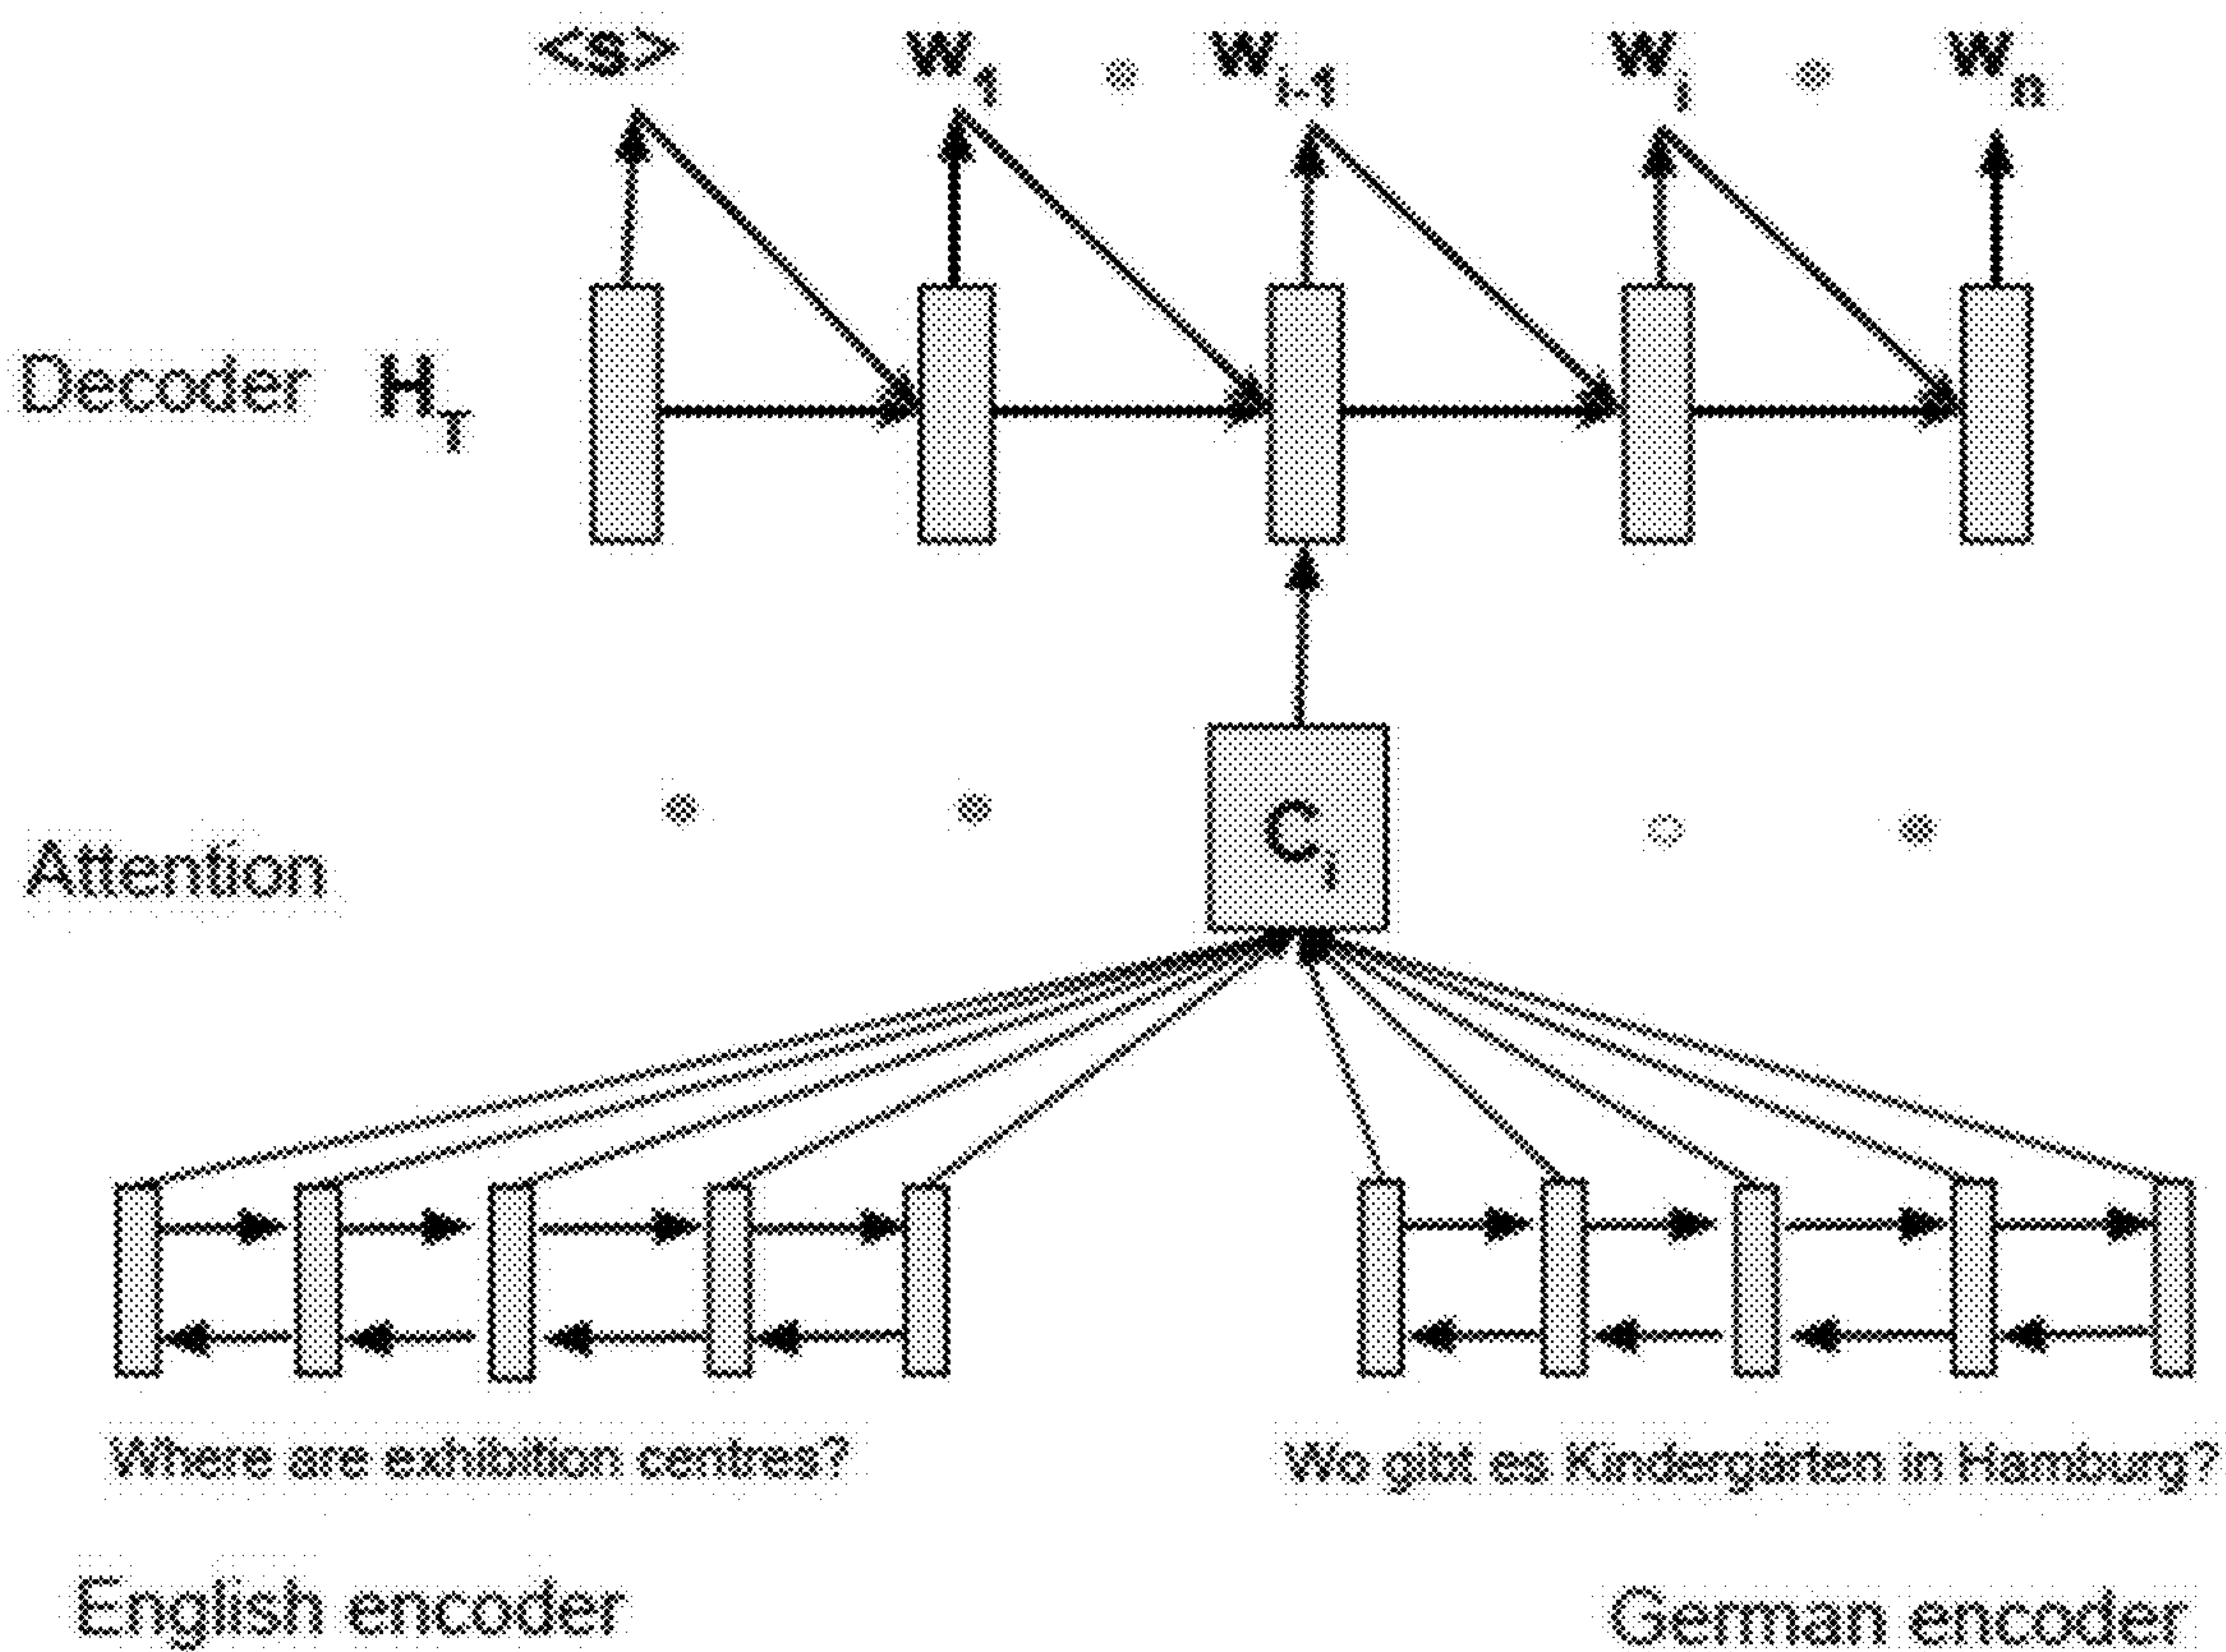 <s> w1 wi-1 wi wn
Decoder HT
Attention Ci
Where are exhibition centres? Wo gibt es Kindergärten in Hamburg?
English encoder German encoder